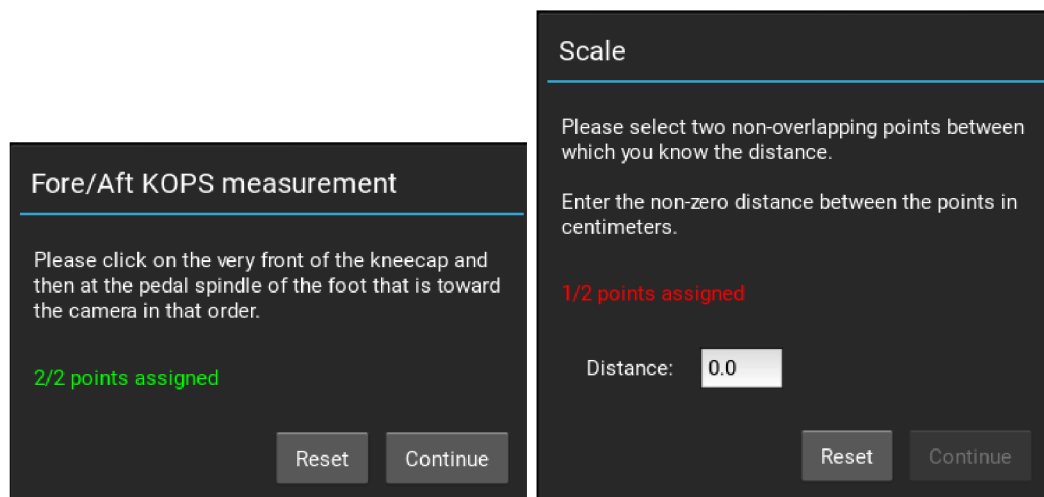 Fore/Aft KOPS measurement
Please click on the very front of the kneecap and
then at the pedal spindle of the foot that is toward
the camera in that order.
2/2 points assigned
Reset
Continue
Scale
Please select two non-overlapping points between
which you know the distance.
Enter the non-zero distance between the points in
centimeters.
1/2 points assigned
Distance: 0.0
Reset
Continue